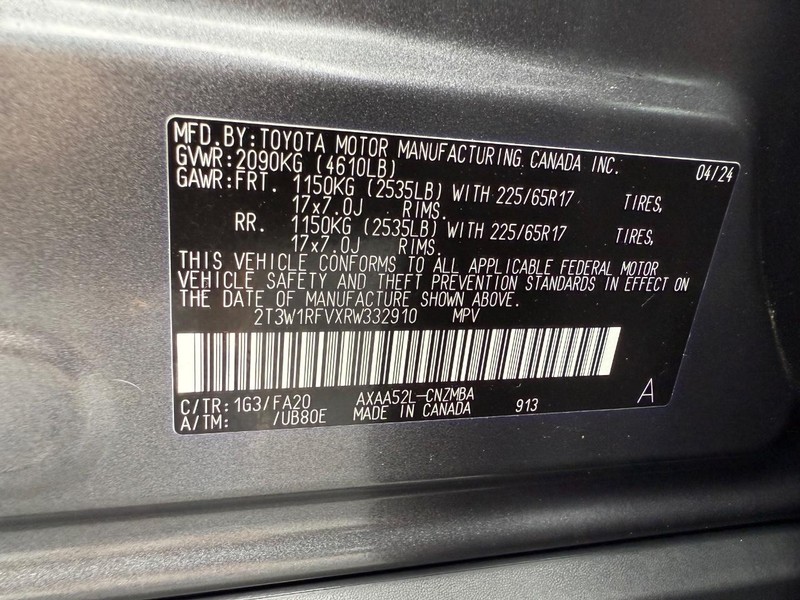 MFD.BY:TOYOTA MOTOR MANUFACTURING CANADA INC. 04/24
GVWR:2090KG (4610LB)
GAWR:FRT. 1150KG (2535LB) WITH 225/65R17 TIRES,
17x7.0J RIMS.
RR. 1150KG (2535LB) WITH 225/65R17 TIRES,
17x7.0J RIMS.
THIS VEHICLE CONFORMS TO ALL APPLICABLE FEDERAL MOTOR
VEHICLE SAFETY AND THEFT PREVENTION STANDARDS IN EFFECT ON
THE DATE OF MANUFACTURE SHOWN ABOVE.
2T3W1RFVXRW332910 MPV
C/TR:1G3/FA20 AXAA52L-CNZMBA A
A/TM: /UB80E MADE IN CANADA 913